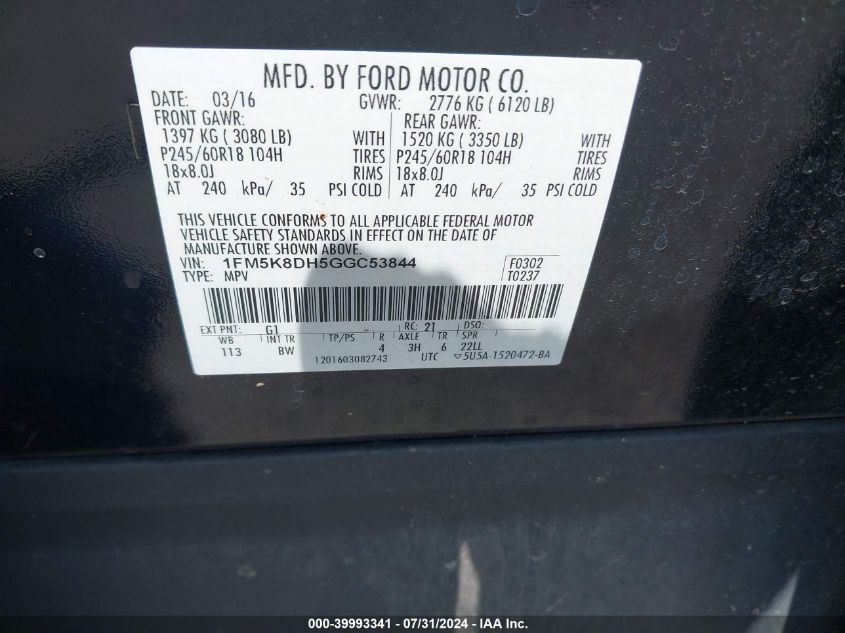 MFD. BY FORD MOTOR CO.
DATE: 03/16 GVWR: 2776 KG ( 6120 LB)
FRONT GAWR: REAR GAWR:
1397 KG ( 3080 LB) WITH 1520 KG ( 3350 LB) WITH
P245/60R18 104H TIRES P245/60R18 104H TIRES
18x8.0J RIMS 18x8.0J RIMS
AT 240 kPa/ 35 PSI COLD AT 240 kPa/ 35 PSI COLD
THIS VEHICLE CONFORMS TO ALL APPLICABLE FEDERAL MOTOR
VEHICLE SAFETY STANDARDS IN EFFECT ON THE DATE OF
MANUFACTURE SHOWN ABOVE.
VIN: 1FM5K8DH5GGC53844 F0302
TYPE: MPV T0237
EXT PNT: G1 RC: 21 DSO:
WB INT TR TP/PS R AXLE TR SPR
113 BW 4 3H 6 22LL
1201603082743 UTC ▽5U5A-1520472-BA
000-39993341 / 07/31/2024 - IAA Inc.